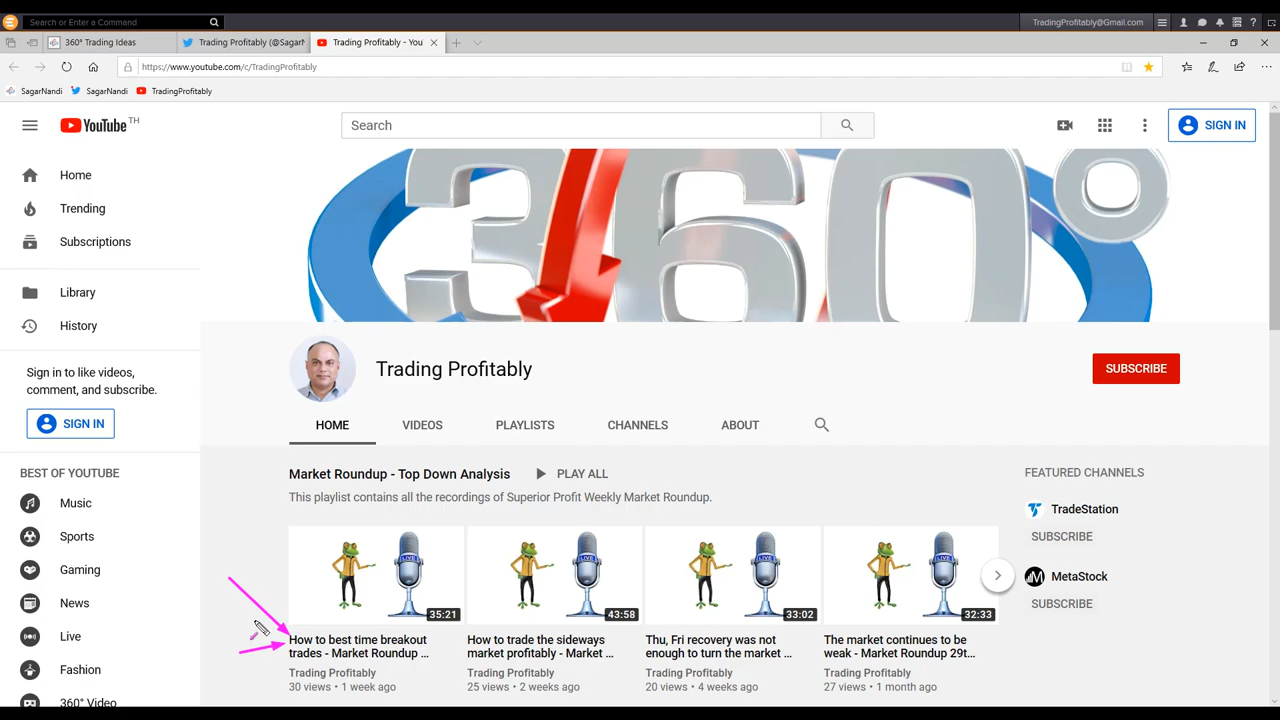 Search or Enter a Command
TradingProfitably@Gmail.com
360° Trading Ideas
Trading Profitably (@SagarN
Trading Profitably - You
https://www.youtube.com/c/TradingProfitably
SagarNandi
SagarNandi
TradingProfitably
YouTube TH
Search
SIGN IN
Home
Trending
Subscriptions
Library
History
Sign in to like videos,
comment, and subscribe.
SIGN IN
BEST OF YOUTUBE
Music
Sports
Gaming
News
Live
Fashion
360° Video
360°
Trading Profitably
SUBSCRIBE
HOME
VIDEOS
PLAYLISTS
CHANNELS
ABOUT
Market Roundup - Top Down Analysis
PLAY ALL
This playlist contains all the recordings of Superior Profit Weekly Market Roundup.
LIVE
35:21
How to best time breakout
trades - Market Roundup ...
Trading Profitably
30 views • 1 week ago
LIVE
43:58
How to trade the sideways
market profitably - Market ...
Trading Profitably
25 views • 2 weeks ago
LIVE
33:02
Thu, Fri recovery was not
enough to turn the market ...
Trading Profitably
20 views • 4 weeks ago
LIVE
32:33
The market continues to be
weak - Market Roundup 29t...
Trading Profitably
27 views • 1 month ago
FEATURED CHANNELS
TradeStation
SUBSCRIBE
MetaStock
SUBSCRIBE